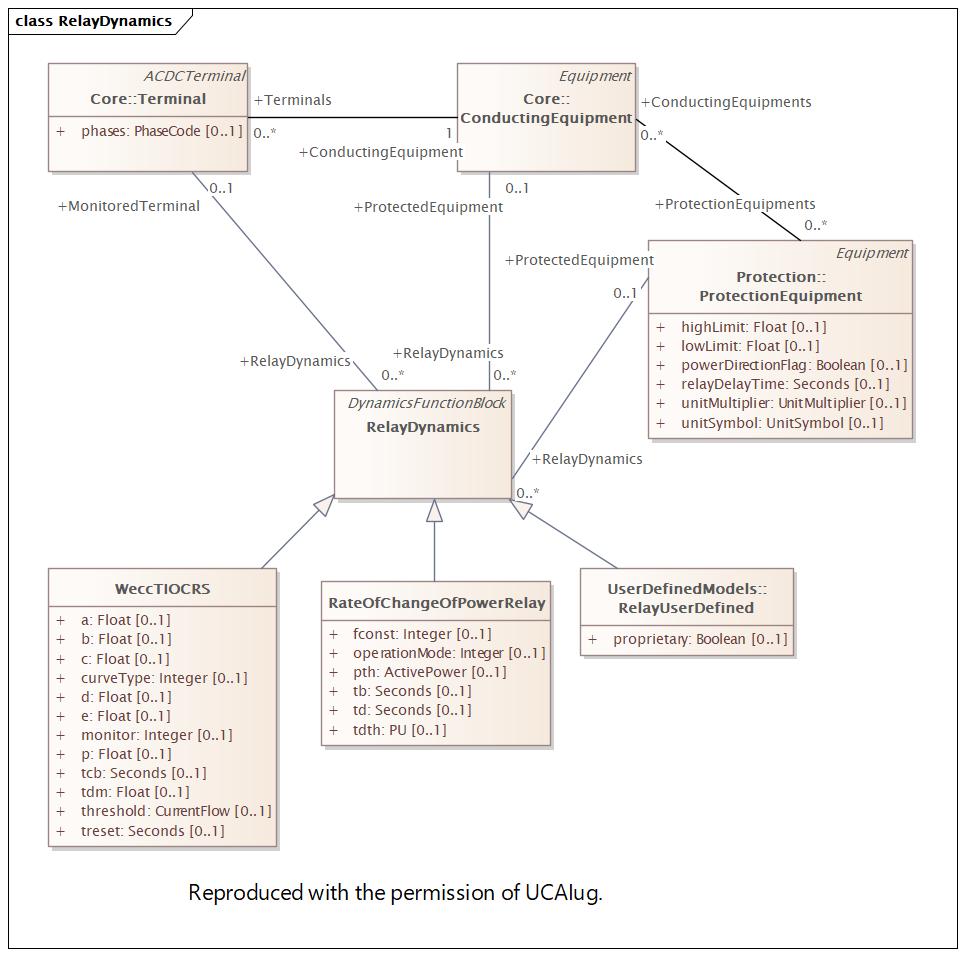 class RelayDynamics
ACDCTerminal
Core::Terminal
+ phases: PhaseCode [0..1]
+Terminals
0..*
1
+ConductingEquipment
Equipment
Core::
ConductingEquipment
+ConductingEquipments
0..*
+ProtectionEquipments
0..*
0..1
+MonitoredTerminal
0..1
+ProtectedEquipment
+ProtectedEquipment
0..1
Equipment
Protection::
ProtectionEquipment
+ highLimit: Float [0..1]
+ lowLimit: Float [0..1]
+ powerDirectionFlag: Boolean [0..1]
+ relayDelayTime: Seconds [0..1]
+ unitMultiplier: UnitMultiplier [0..1]
+ unitSymbol: UnitSymbol [0..1]
+RelayDynamics
0..*
+RelayDynamics
0..*
DynamicsFunctionBlock
RelayDynamics
+RelayDynamics
0..*
WeccTIOCRS
+ a: Float [0..1]
+ b: Float [0..1]
+ c: Float [0..1]
+ curveType: Integer [0..1]
+ d: Float [0..1]
+ e: Float [0..1]
+ monitor: Integer [0..1]
+ p: Float [0..1]
+ tcb: Seconds [0..1]
+ tdm: Float [0..1]
+ threshold: CurrentFlow [0..1]
+ treset: Seconds [0..1]
RateOfChangeOfPowerRelay
+ fconst: Integer [0..1]
+ operationMode: Integer [0..1]
+ pth: ActivePower [0..1]
+ tb: Seconds [0..1]
+ td: Seconds [0..1]
+ tdth: PU [0..1]
UserDefinedModels::
RelayUserDefined
+ proprietary: Boolean [0..1]
Reproduced with the permission of UCAIug.